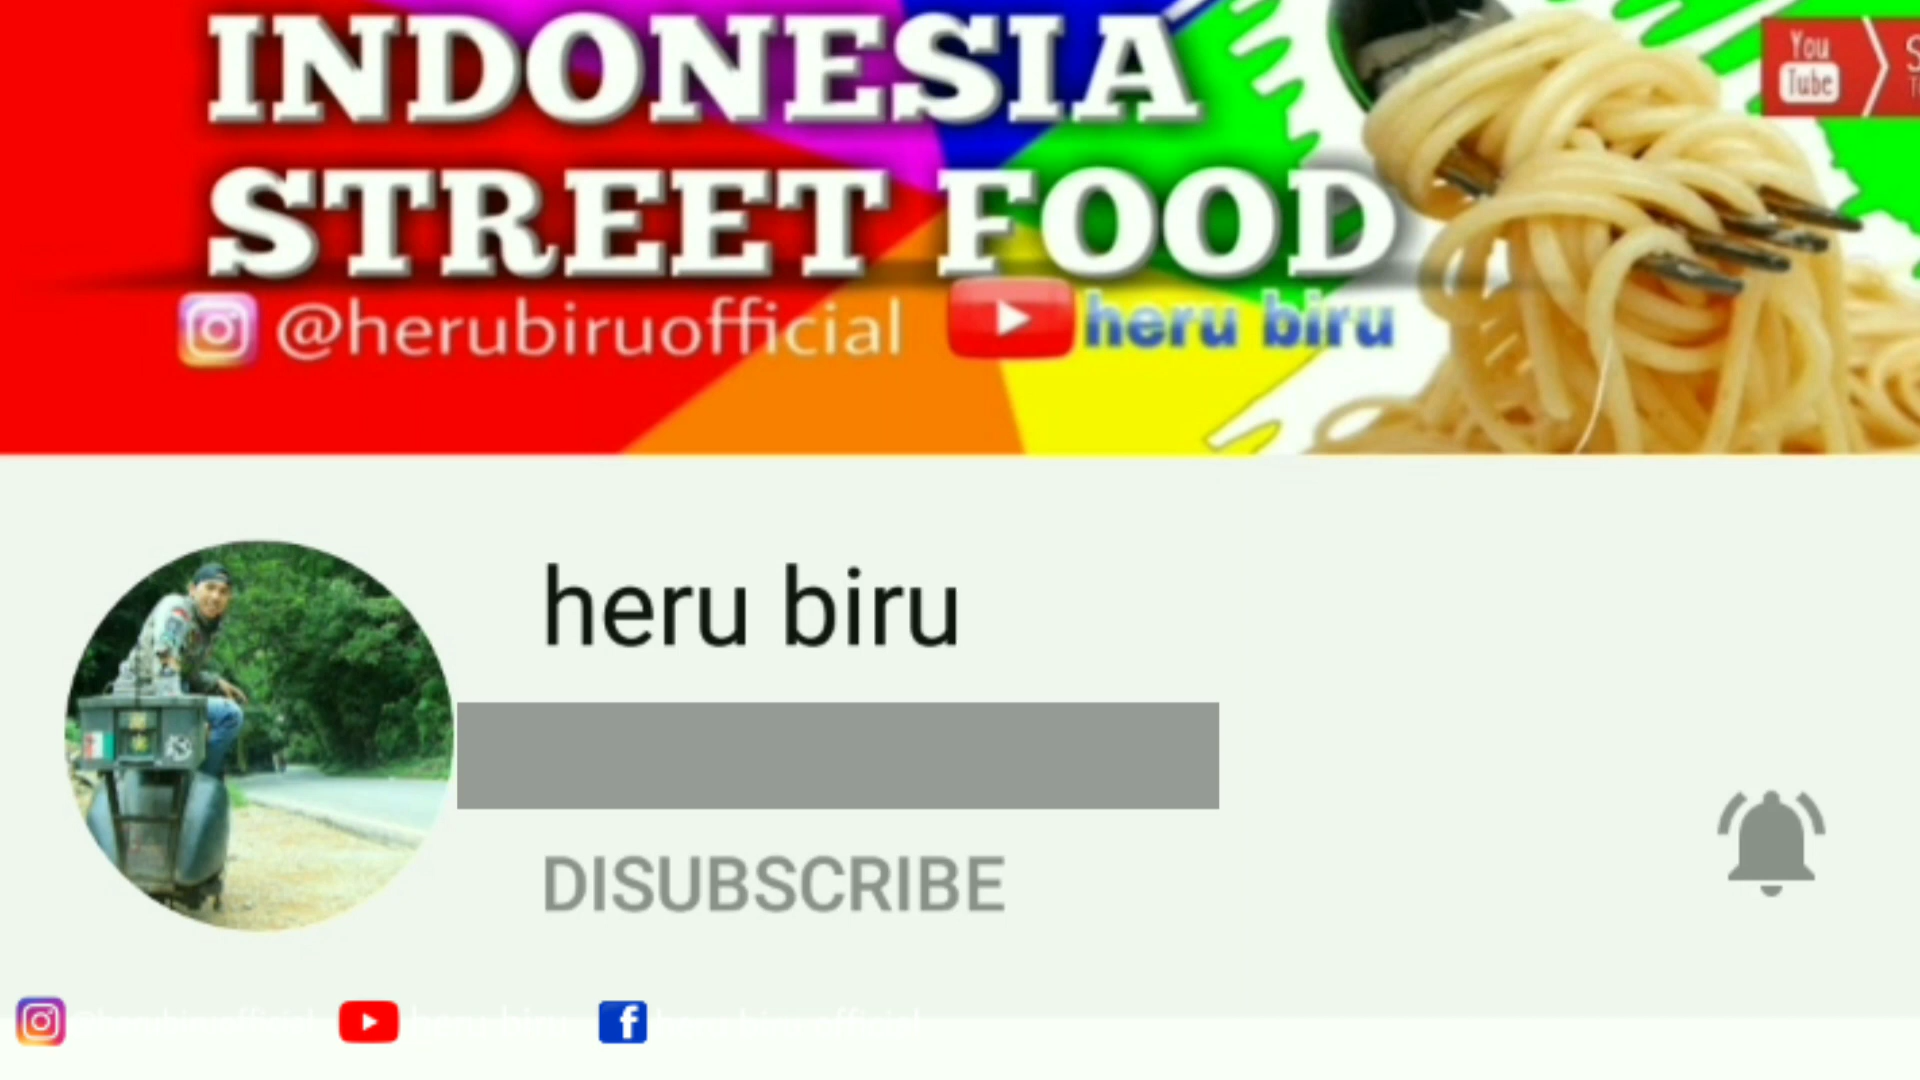 INDONESIA
STREET FOOD
@herubiruofficial heru biru
You
Tube
heru biru
DISUBSCRIBE